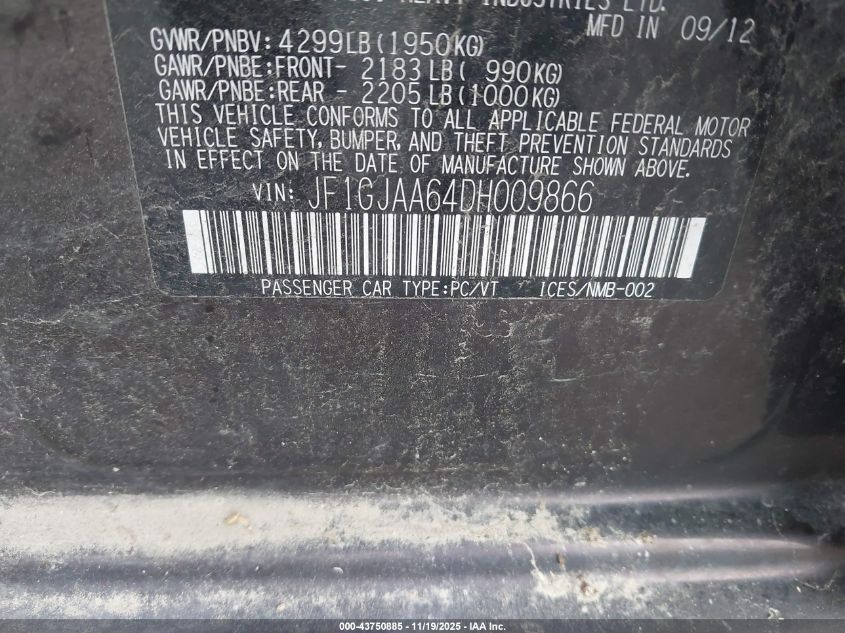 HEAVY INDUSTRIES LTD.
MFD IN 09/12
GVWR/PNBV: 4299LB(1950KG)
GAWR/PNBE:FRONT- 2183LB( 990KG)
GAWR/PNBE:REAR - 2205LB(1000KG)
THIS VEHICLE CONFORMS TO ALL APPLICABLE FEDERAL MOTOR
VEHICLE SAFETY, BUMPER, AND THEFT PREVENTION STANDARDS
IN EFFECT ON THE DATE OF MANUFACTURE SHOWN ABOVE.
VIN: JF1GJAA64DH009866
PASSENGER CAR TYPE:PC/VT ICES/NMB-002
000-43750885 - 11/19/2025 - IAA Inc.